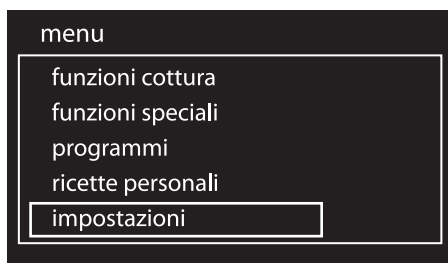 menu
funzioni cottura
funzioni speciali
programmi
ricette personali
impostazioni